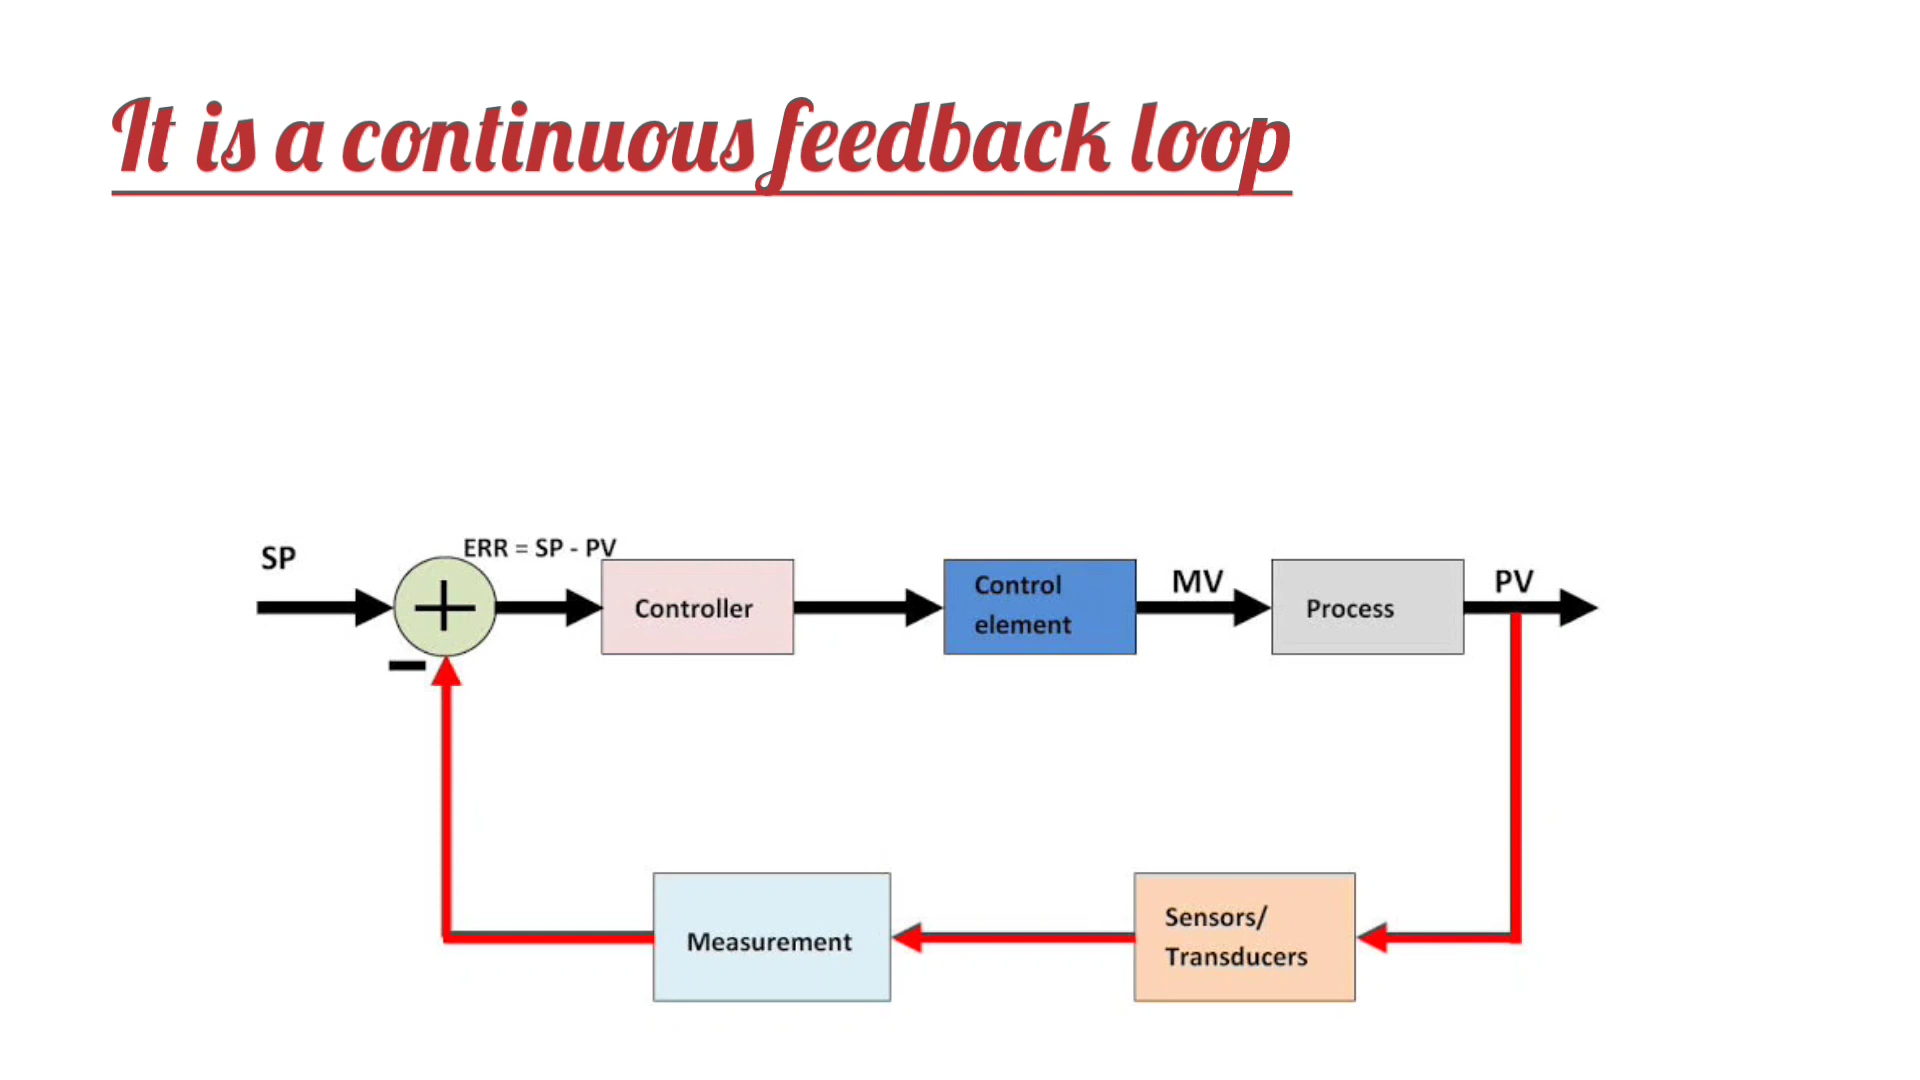 It is a continuous feedback loop
SP
ERR = SP - PV
Controller
Control
element
MV
Process
PV
Measurement
Sensors/
Transducers